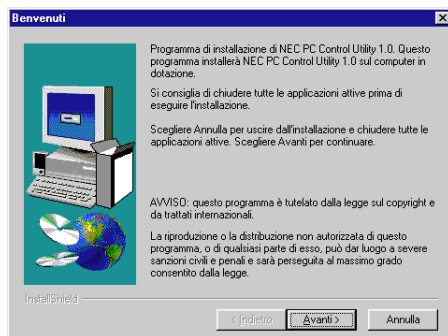 Benvenuti
Programma di installazione di NEC PC Control Utility 1.0. Questo
programma installerà NEC PC Control Utility 1.0 sul computer in
dotazione.
Si consiglia di chiudere tutte le applicazioni attive prima di
eseguire l'installazione.
Scegliere Annulla per uscire dall'installazione e chiudere tutte le
applicazioni attive. Scegliere Avanti per continuare.
AVVISO: questo programma è tutelato dalla legge sul copyright e
da trattati internazionali.
La riproduzione o la distribuzione non autorizzata di questo
programma, o di qualsiasi parte di esso, può dar luogo a severe
sanzioni civili e penali e sarà perseguita al massimo grado
consentito dalla legge.
InstallShield
< Indietro Avanti > Annulla